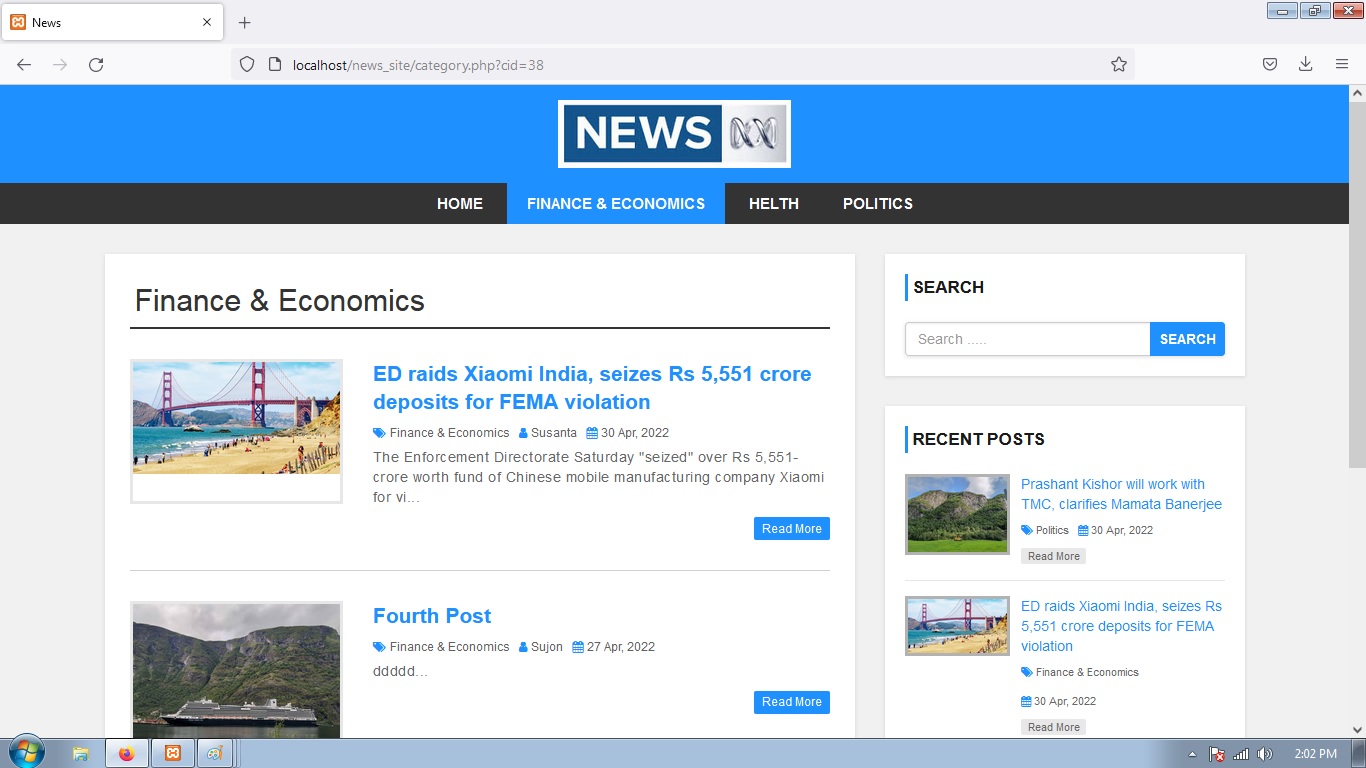 News
localhost/news_site/category.php?cid=38
NEWS
HOME FINANCE & ECONOMICS HELTH POLITICS
Finance & Economics
ED raids Xiaomi India, seizes Rs 5,551 crore
deposits for FEMA violation
Finance & Economics Susanta 30 Apr, 2022
The Enforcement Directorate Saturday "seized" over Rs 5,551-
crore worth fund of Chinese mobile manufacturing company Xiaomi
for vi...
Read More
Fourth Post
Finance & Economics Sujon 27 Apr, 2022
ddddd...
Read More
SEARCH
Search .....
SEARCH
RECENT POSTS
Prashant Kishor will work with
TMC, clarifies Mamata Banerjee
Politics 30 Apr, 2022
Read More
ED raids Xiaomi India, seizes Rs
5,551 crore deposits for FEMA
violation
Finance & Economics
30 Apr, 2022
Read More
2:02 PM